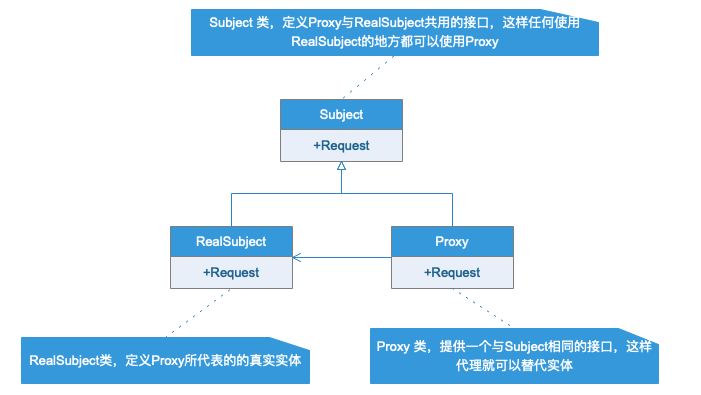 Subject 类，定义Proxy与RealSubject共用的接口，这样任何使用
RealSubject的地方都可以使用Proxy
Subject
+Request
RealSubject
+Request
Proxy
+Request
RealSubject类，定义Proxy所代表的的真实实体
Proxy 类，提供一个与Subject相同的接口，这样
代理就可以替代实体